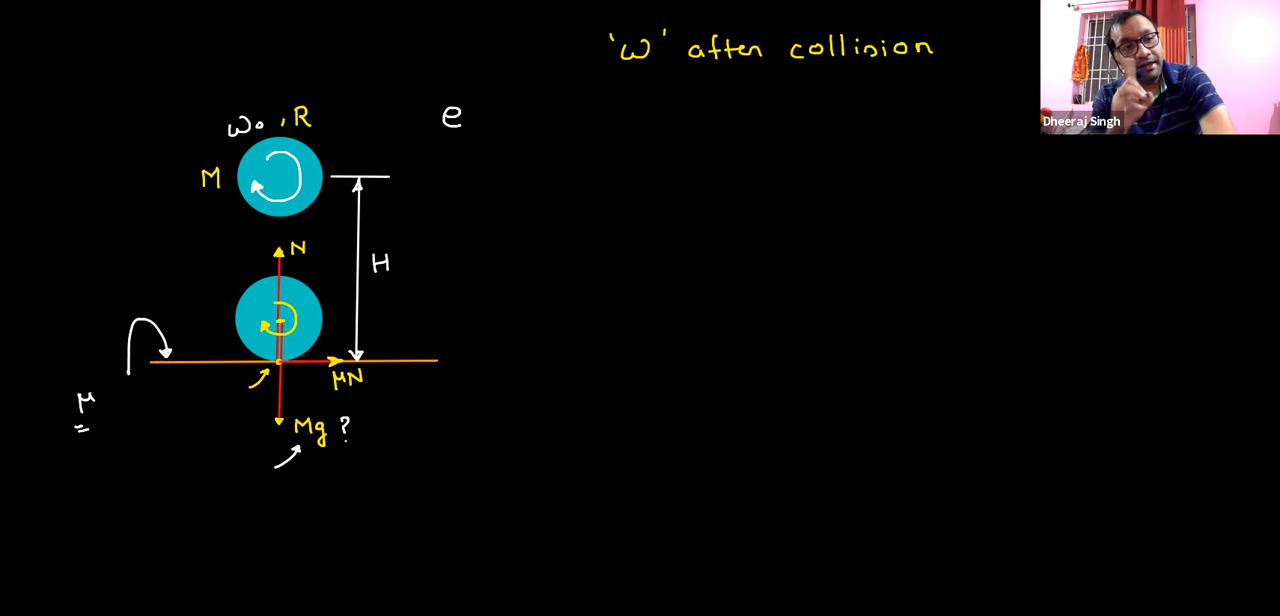 'ω' after collision
Dheeraj Singh
ω₀, R
e
M
N
H
μN
μ
Mg ?